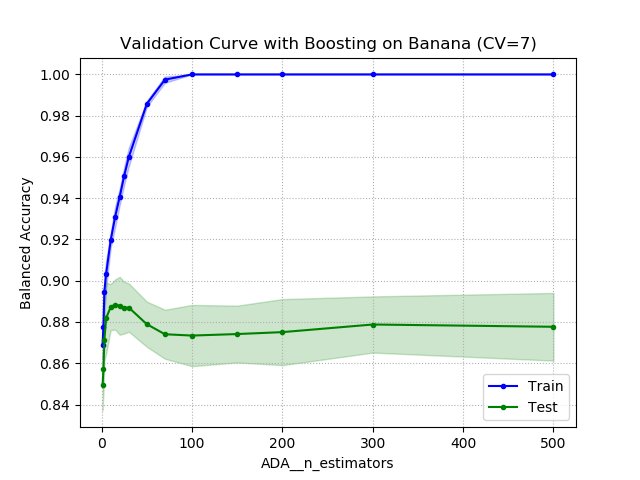 Validation Curve with Boosting on Banana (CV=7)
Balanced Accuracy
1.00
0.98
0.96
0.94
0.92
0.90
0.88
0.86
0.84
Train
Test
0 100 200 300 400 500
ADA__n_estimators